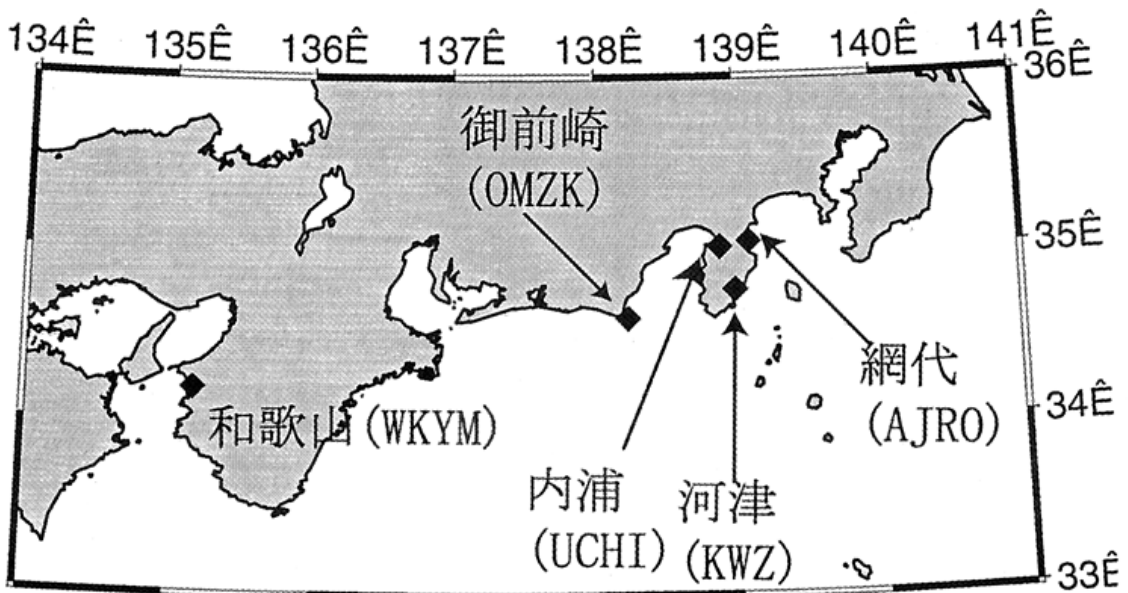 134Ê 135Ê 136Ê 137Ê 138Ê 139Ê 140Ê 141Ê
36Ê
御前崎
(OMZK)
35Ê
網代
(AJRO)
34Ê
和歌山(WKYM)
内浦
(UCHI)
河津
(KWZ)
33Ê